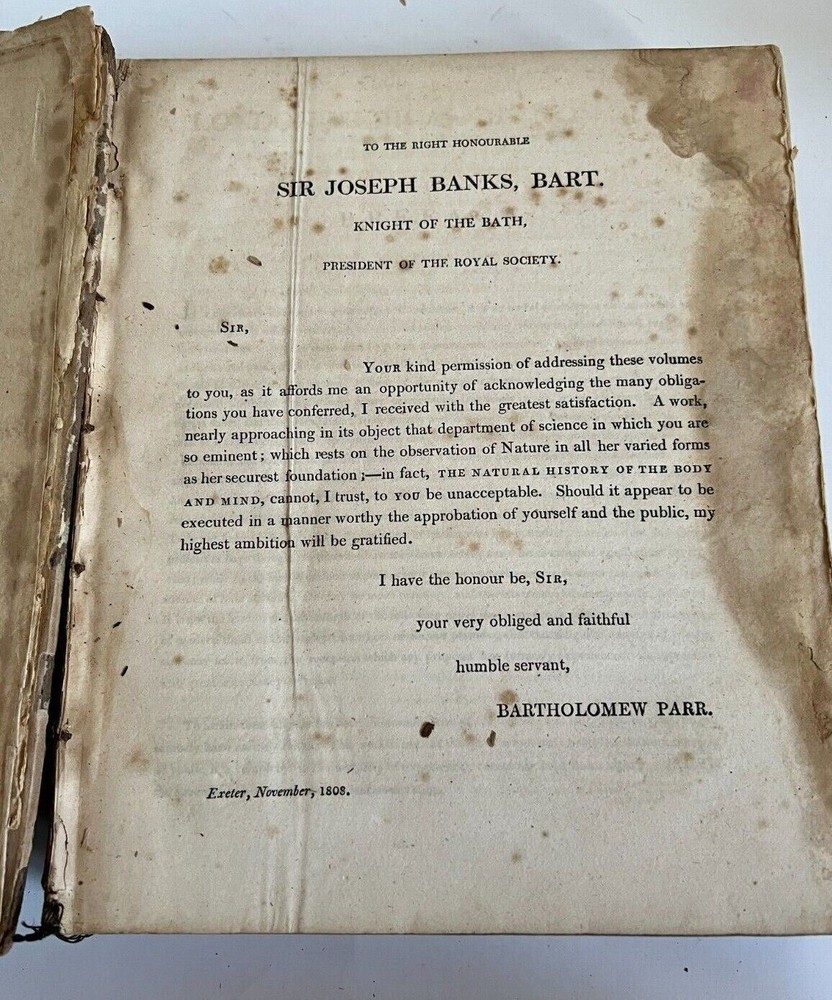 TO THE RIGHT HONOURABLE
SIR JOSEPH BANKS, BART.
KNIGHT OF THE BATH,
PRESIDENT OF THE ROYAL SOCIETY.
SIR,
YOUR kind permission of addressing these volumes
to you, as it affords me an opportunity of acknowledging the many obliga-
tions you have conferred, I received with the greatest satisfaction. A work,
nearly approaching in its object that department of science in which you are
so eminent; which rests on the observation of Nature in all her varied forms
as her securest foundation;—in fact, THE NATURAL HISTORY OF THE BODY
AND MIND, cannot, I trust, to YOU be unacceptable. Should it appear to be
executed in a manner worthy the approbation of yourself and the public, my
highest ambition will be gratified.
I have the honour be, SIR,
your very obliged and faithful
humble servant,
BARTHOLOMEW PARR.
Exeter, November, 1808.